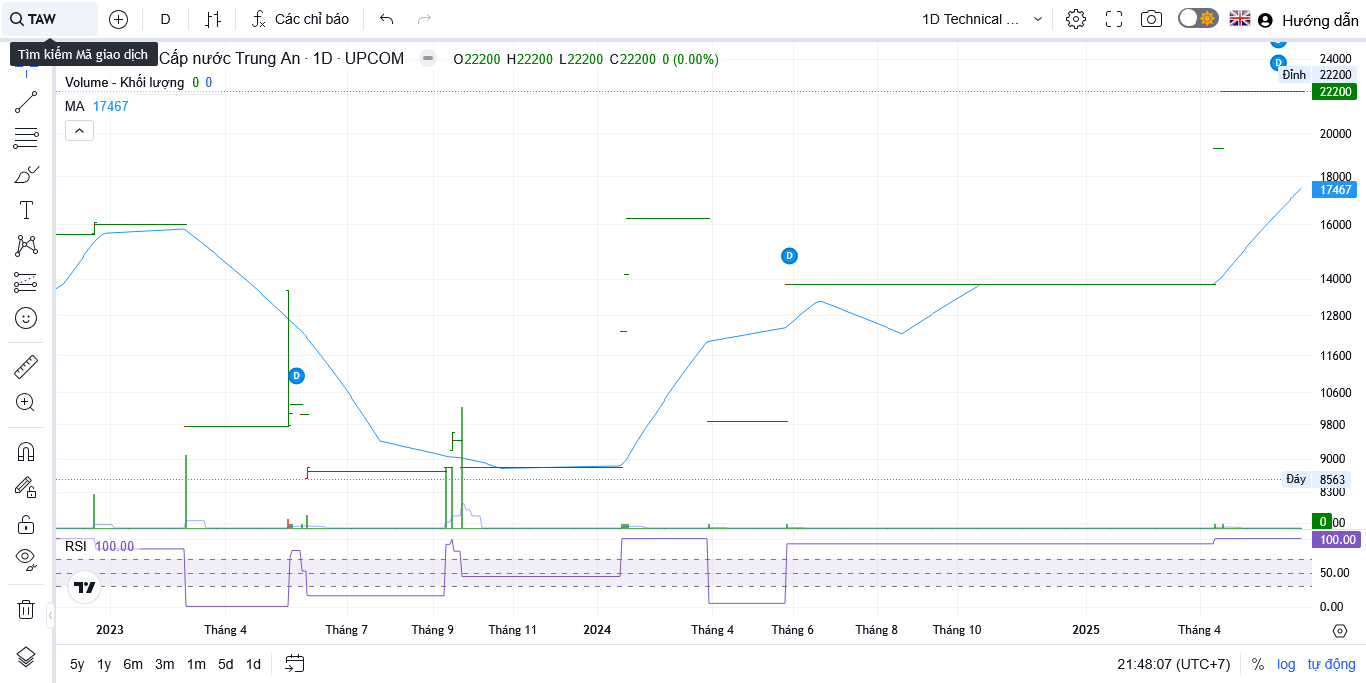 TAW D Các chỉ báo 1D Technical ... Hướng dẫn
Tìm kiếm Mã giao dịch
Cấp nước Trung An · 1D · UPCOM O22200 H22200 L22200 C22200 0 (0.00%)
Volume - Khối lượng 0 0
MA 17467
24000
D
Đỉnh 22200
22200
20000
18000
17467
16000
D
14000
12800
11600
D
10600
9800
9000
Đáy 8563
8300
0
00
RSI 100.00
100.00
50.00
0.00
2023 Tháng 4 Tháng 7 Tháng 9 Tháng 11 2024 Tháng 4 Tháng 6 Tháng 8 Tháng 10 2025 Tháng 4
5y 1y 6m 3m 1m 5d 1d 21:48:07 (UTC+7) % log tự động